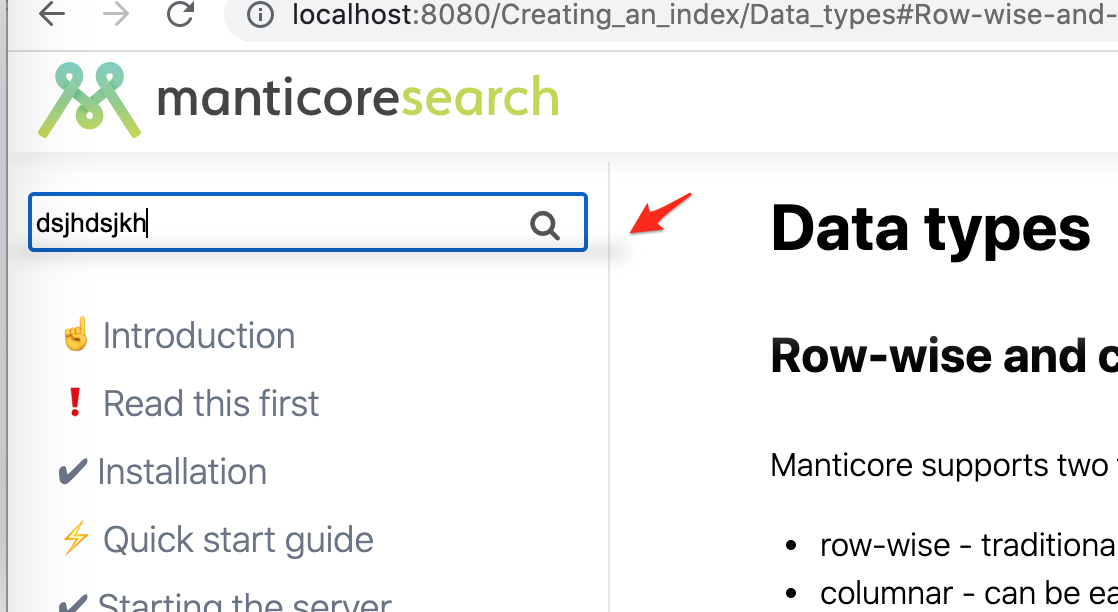 localhost:8080/Creating_an_index/Data_types#Row-wise-and-
manticoresearch
dsjhdsjkh
Introduction
Read this first
Installation
Quick start guide
Starting the server
Data types
Row-wise and
Manticore supports two
row-wise - traditiona
columnar - can be ea